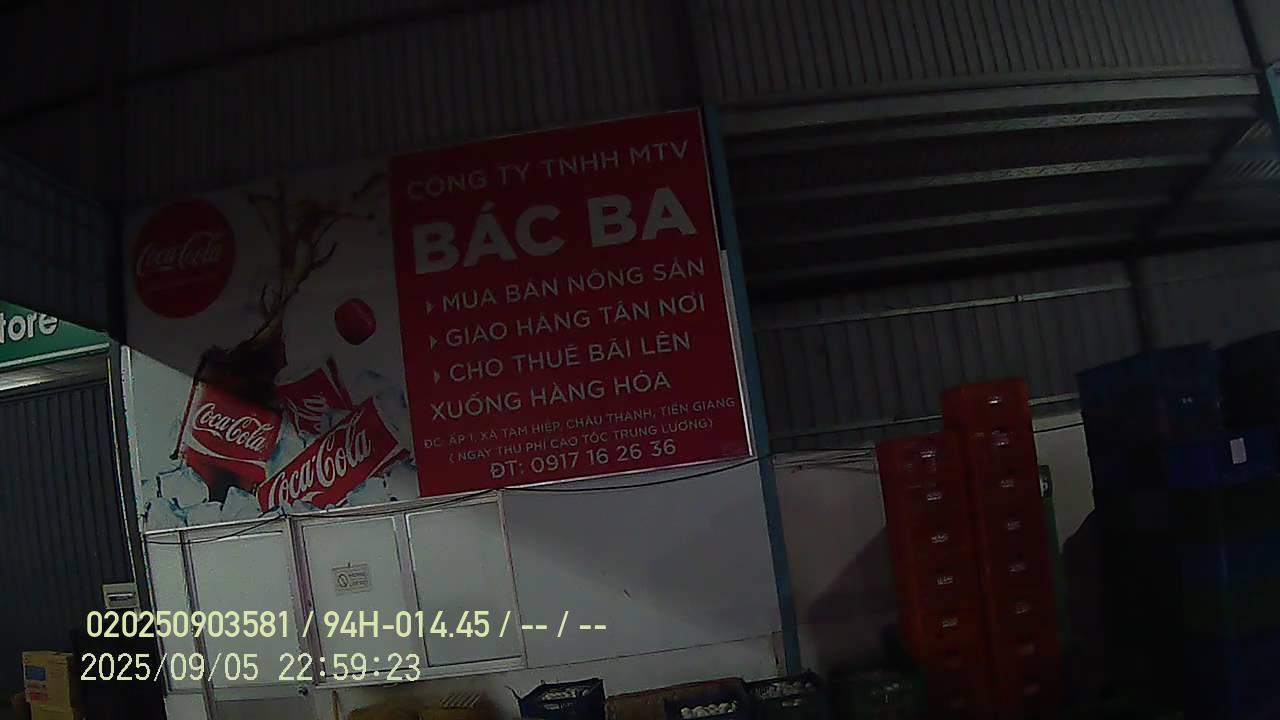 CÔNG TY TNHH MTV
BÁC BA
MUA BÁN NÔNG SẢN
GIAO HÀNG TẬN NƠI
CHO THUÊ BÃI LÊN
XUỐNG HÀNG HÓA
ĐC: ẤP 1, XÃ TAM HIỆP, CHÂU THÀNH, TIỀN GIANG
( NGAY THU PHÍ CAO TỐC TRUNG LƯƠNG)
ĐT: 0917 16 26 36
Coca-Cola
Coca-Cola
Coca-Cola
tore
020250903581 / 94H-014.45 / -- / --
2025/09/05 22:59:23